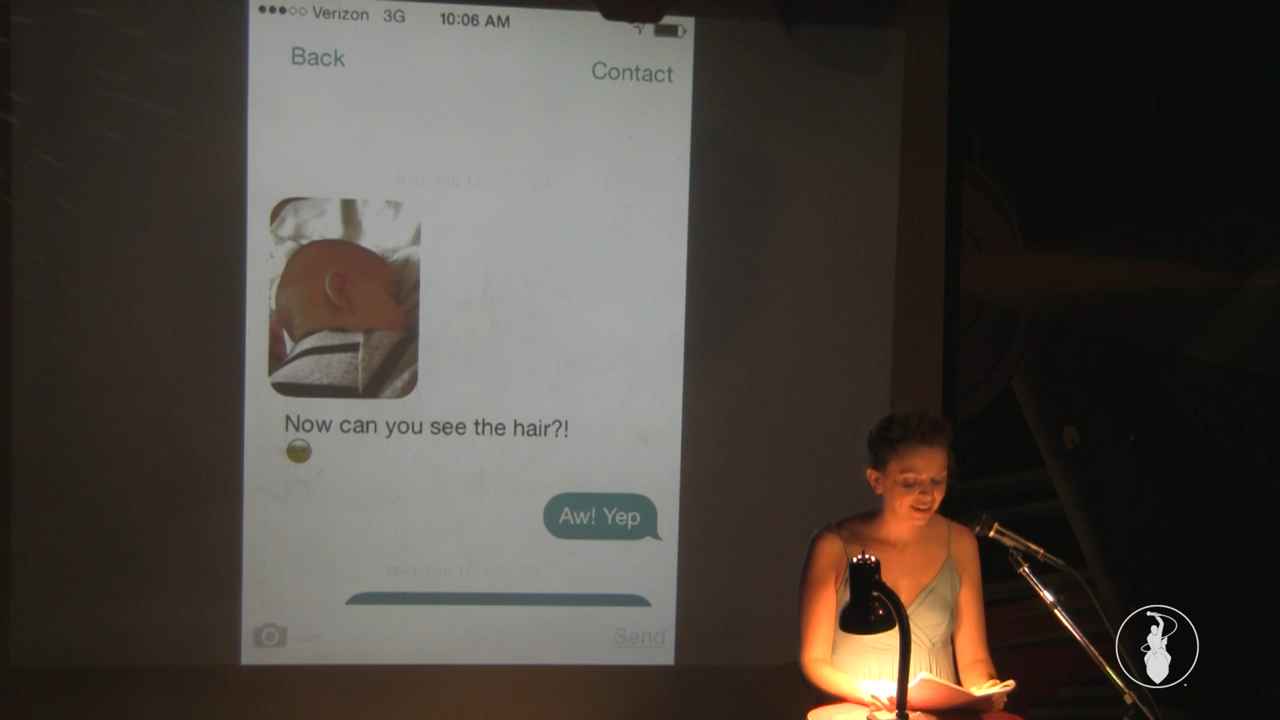 Verizon 3G 10:06 AM
Back
Contact
Now can you see the hair?!
Aw! Yep
Send